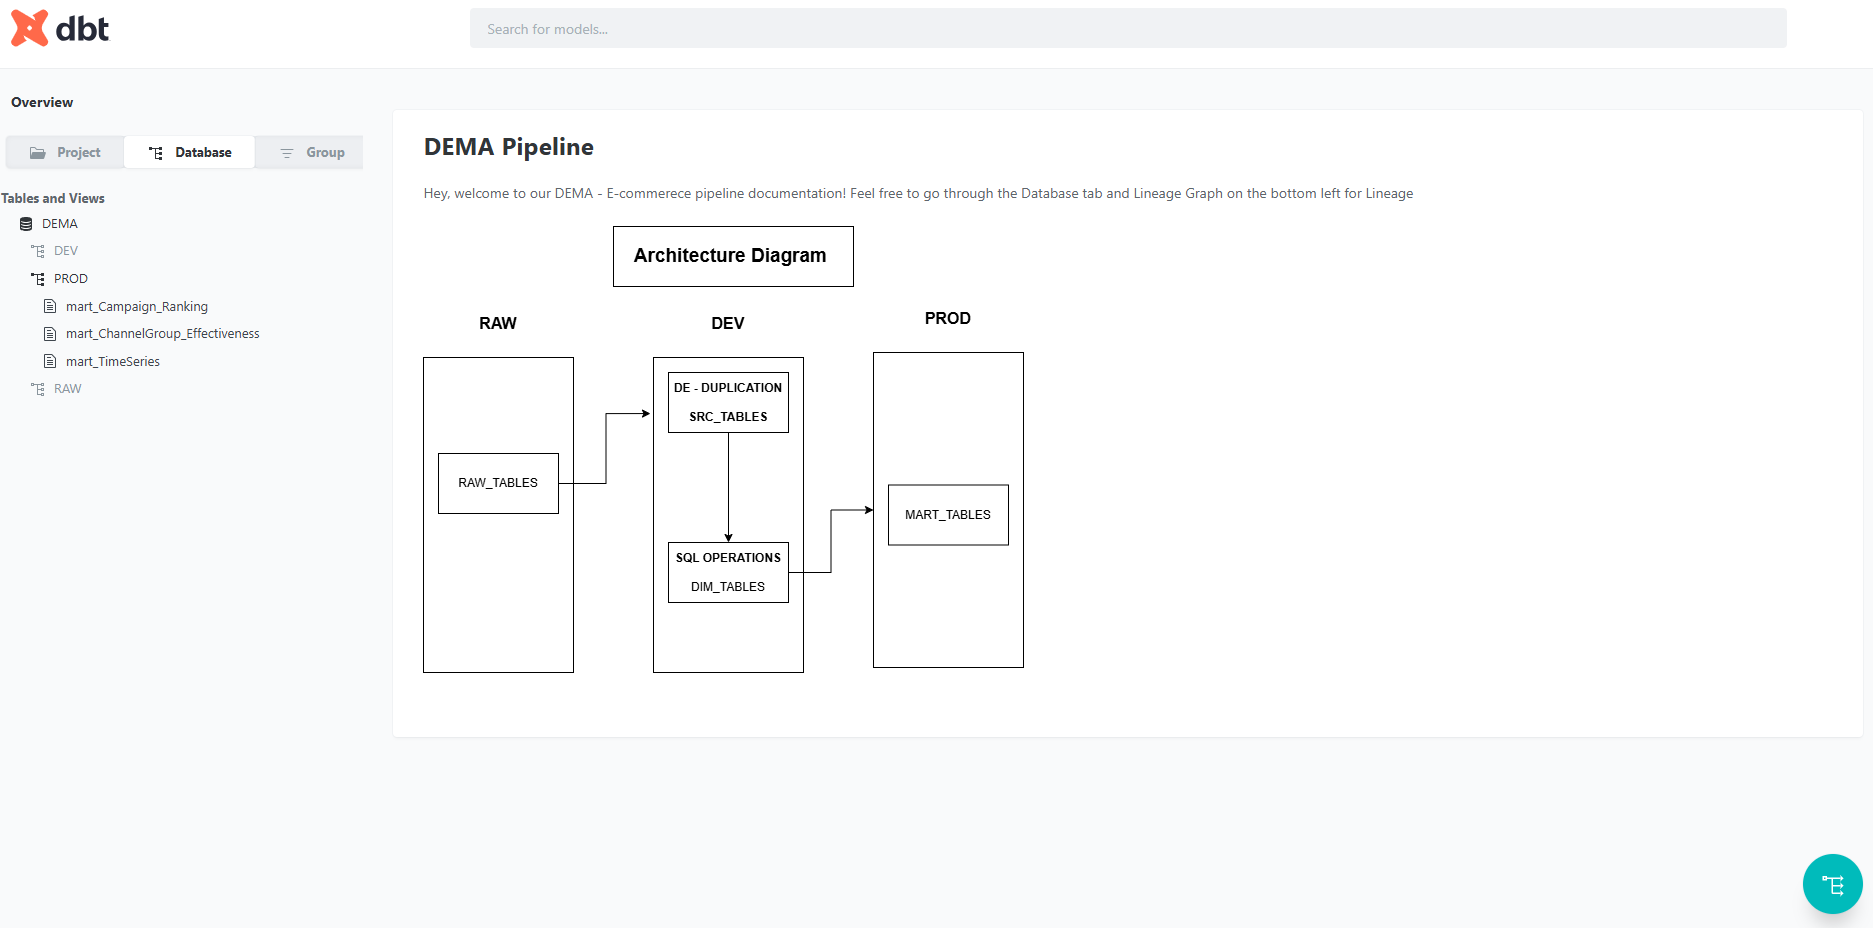 dbt
Search for models...
Overview
Project
Database
Group
Tables and Views
DEMA
DEV
PROD
mart_Campaign_Ranking
mart_ChannelGroup_Effectiveness
mart_TimeSeries
RAW
DEMA Pipeline
Hey, welcome to our DEMA - E-commerece pipeline documentation! Feel free to go through the Database tab and Lineage Graph on the bottom left for Lineage
Architecture Diagram
RAW
DEV
PROD
RAW_TABLES
DE - DUPLICATION
SRC_TABLES
SQL OPERATIONS
DIM_TABLES
MART_TABLES